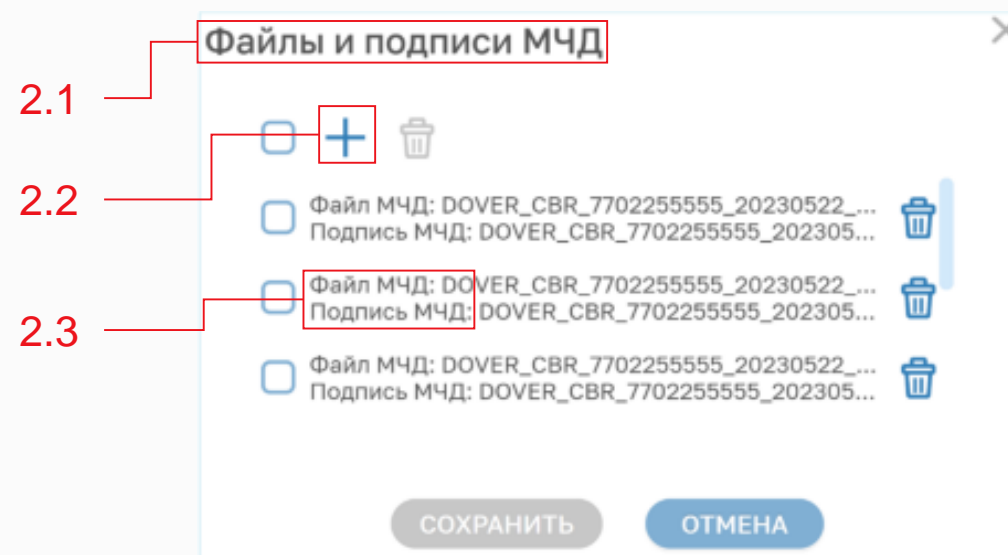 Файлы и подписи МЧД
2.1
2.2
Файл МЧД: DOVER_CBR_7702255555_20230522_...
Подпись МЧД: DOVER_CBR_7702255555_202305...
Файл МЧД: DOVER_CBR_7702255555_20230522_...
Подпись МЧД: DOVER_CBR_7702255555_202305...
2.3
Файл МЧД: DOVER_CBR_7702255555_20230522_...
Подпись МЧД: DOVER_CBR_7702255555_202305...
СОХРАНИТЬ ОТМЕНА